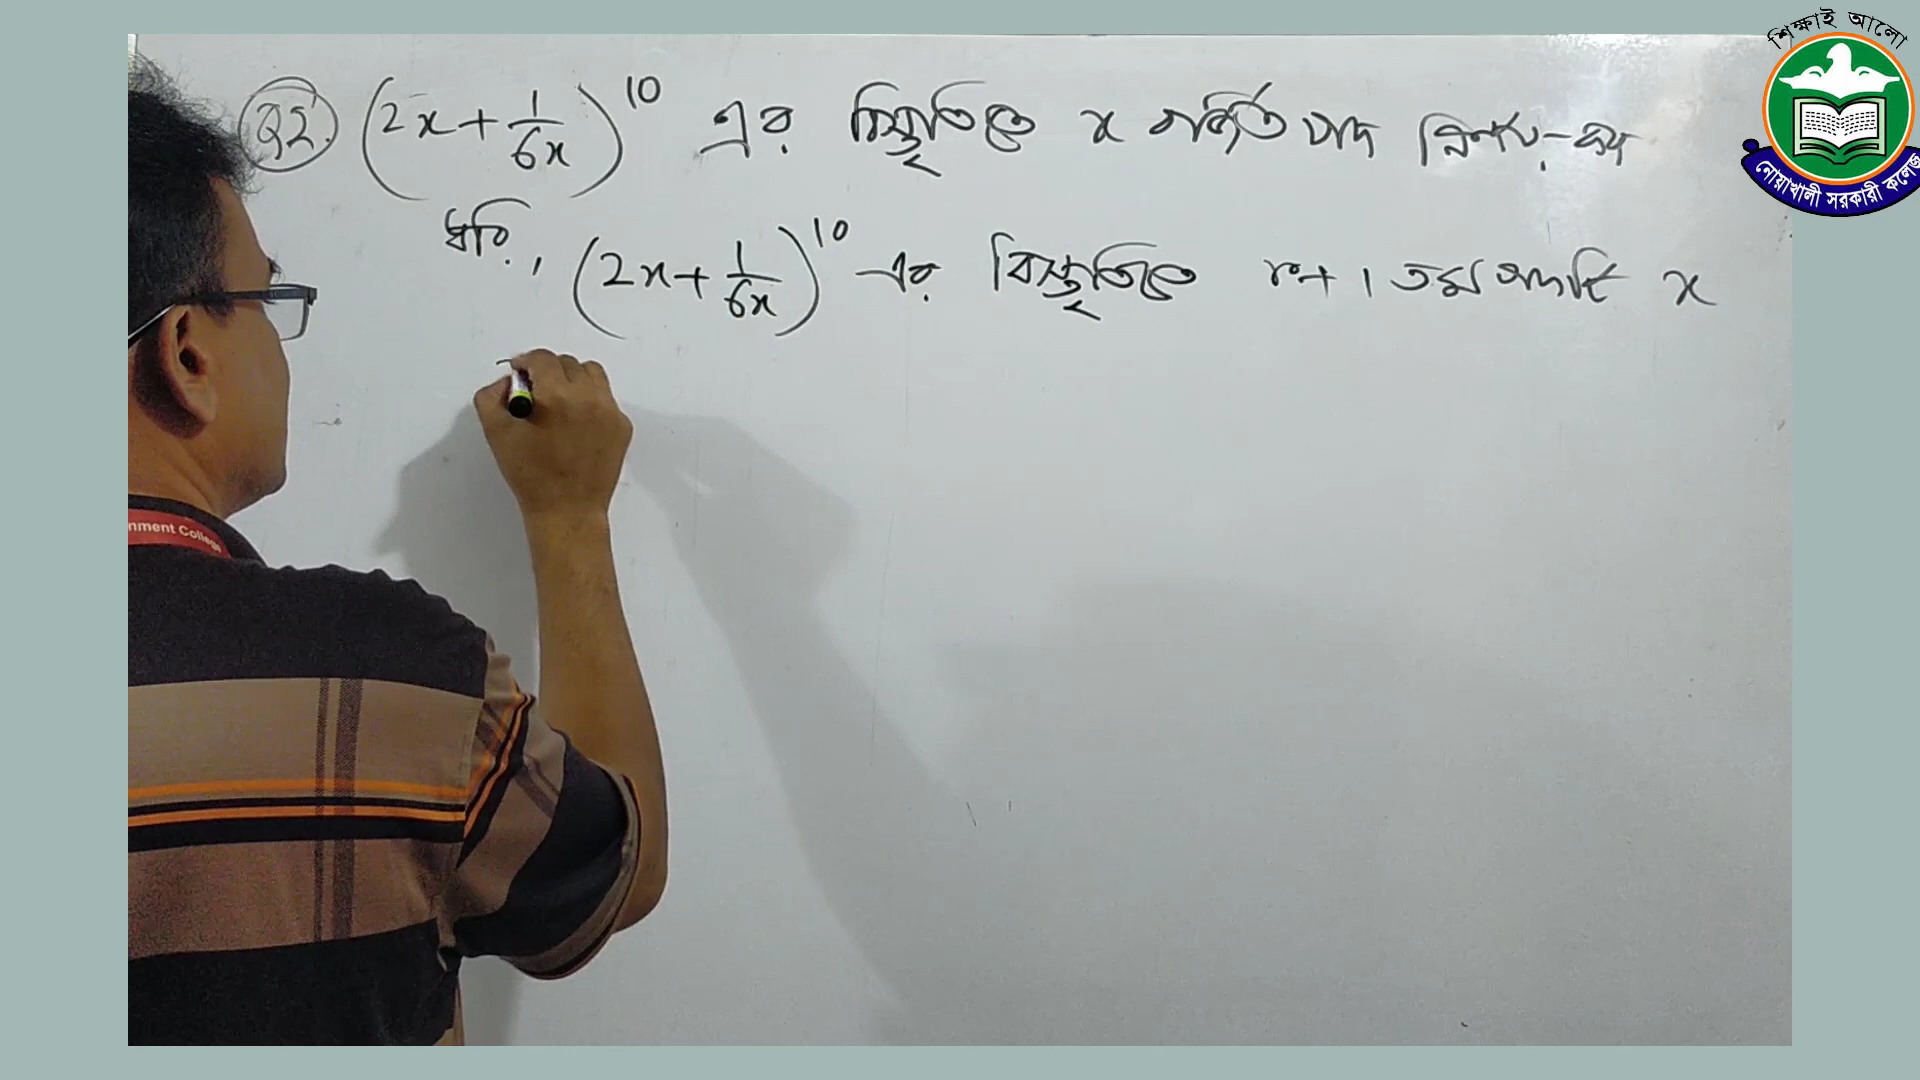 Q2. (2x + 1/6x)^10 এর বিস্তৃতিতে x বর্জিত পদ নির্ণয় কর
ধরি, (2x + 1/6x)^10 এর বিস্তৃতিতে r+1 তম পদটি x
শিক্ষাই আলো
নোয়াখালী সরকারী কলেজ
nment College